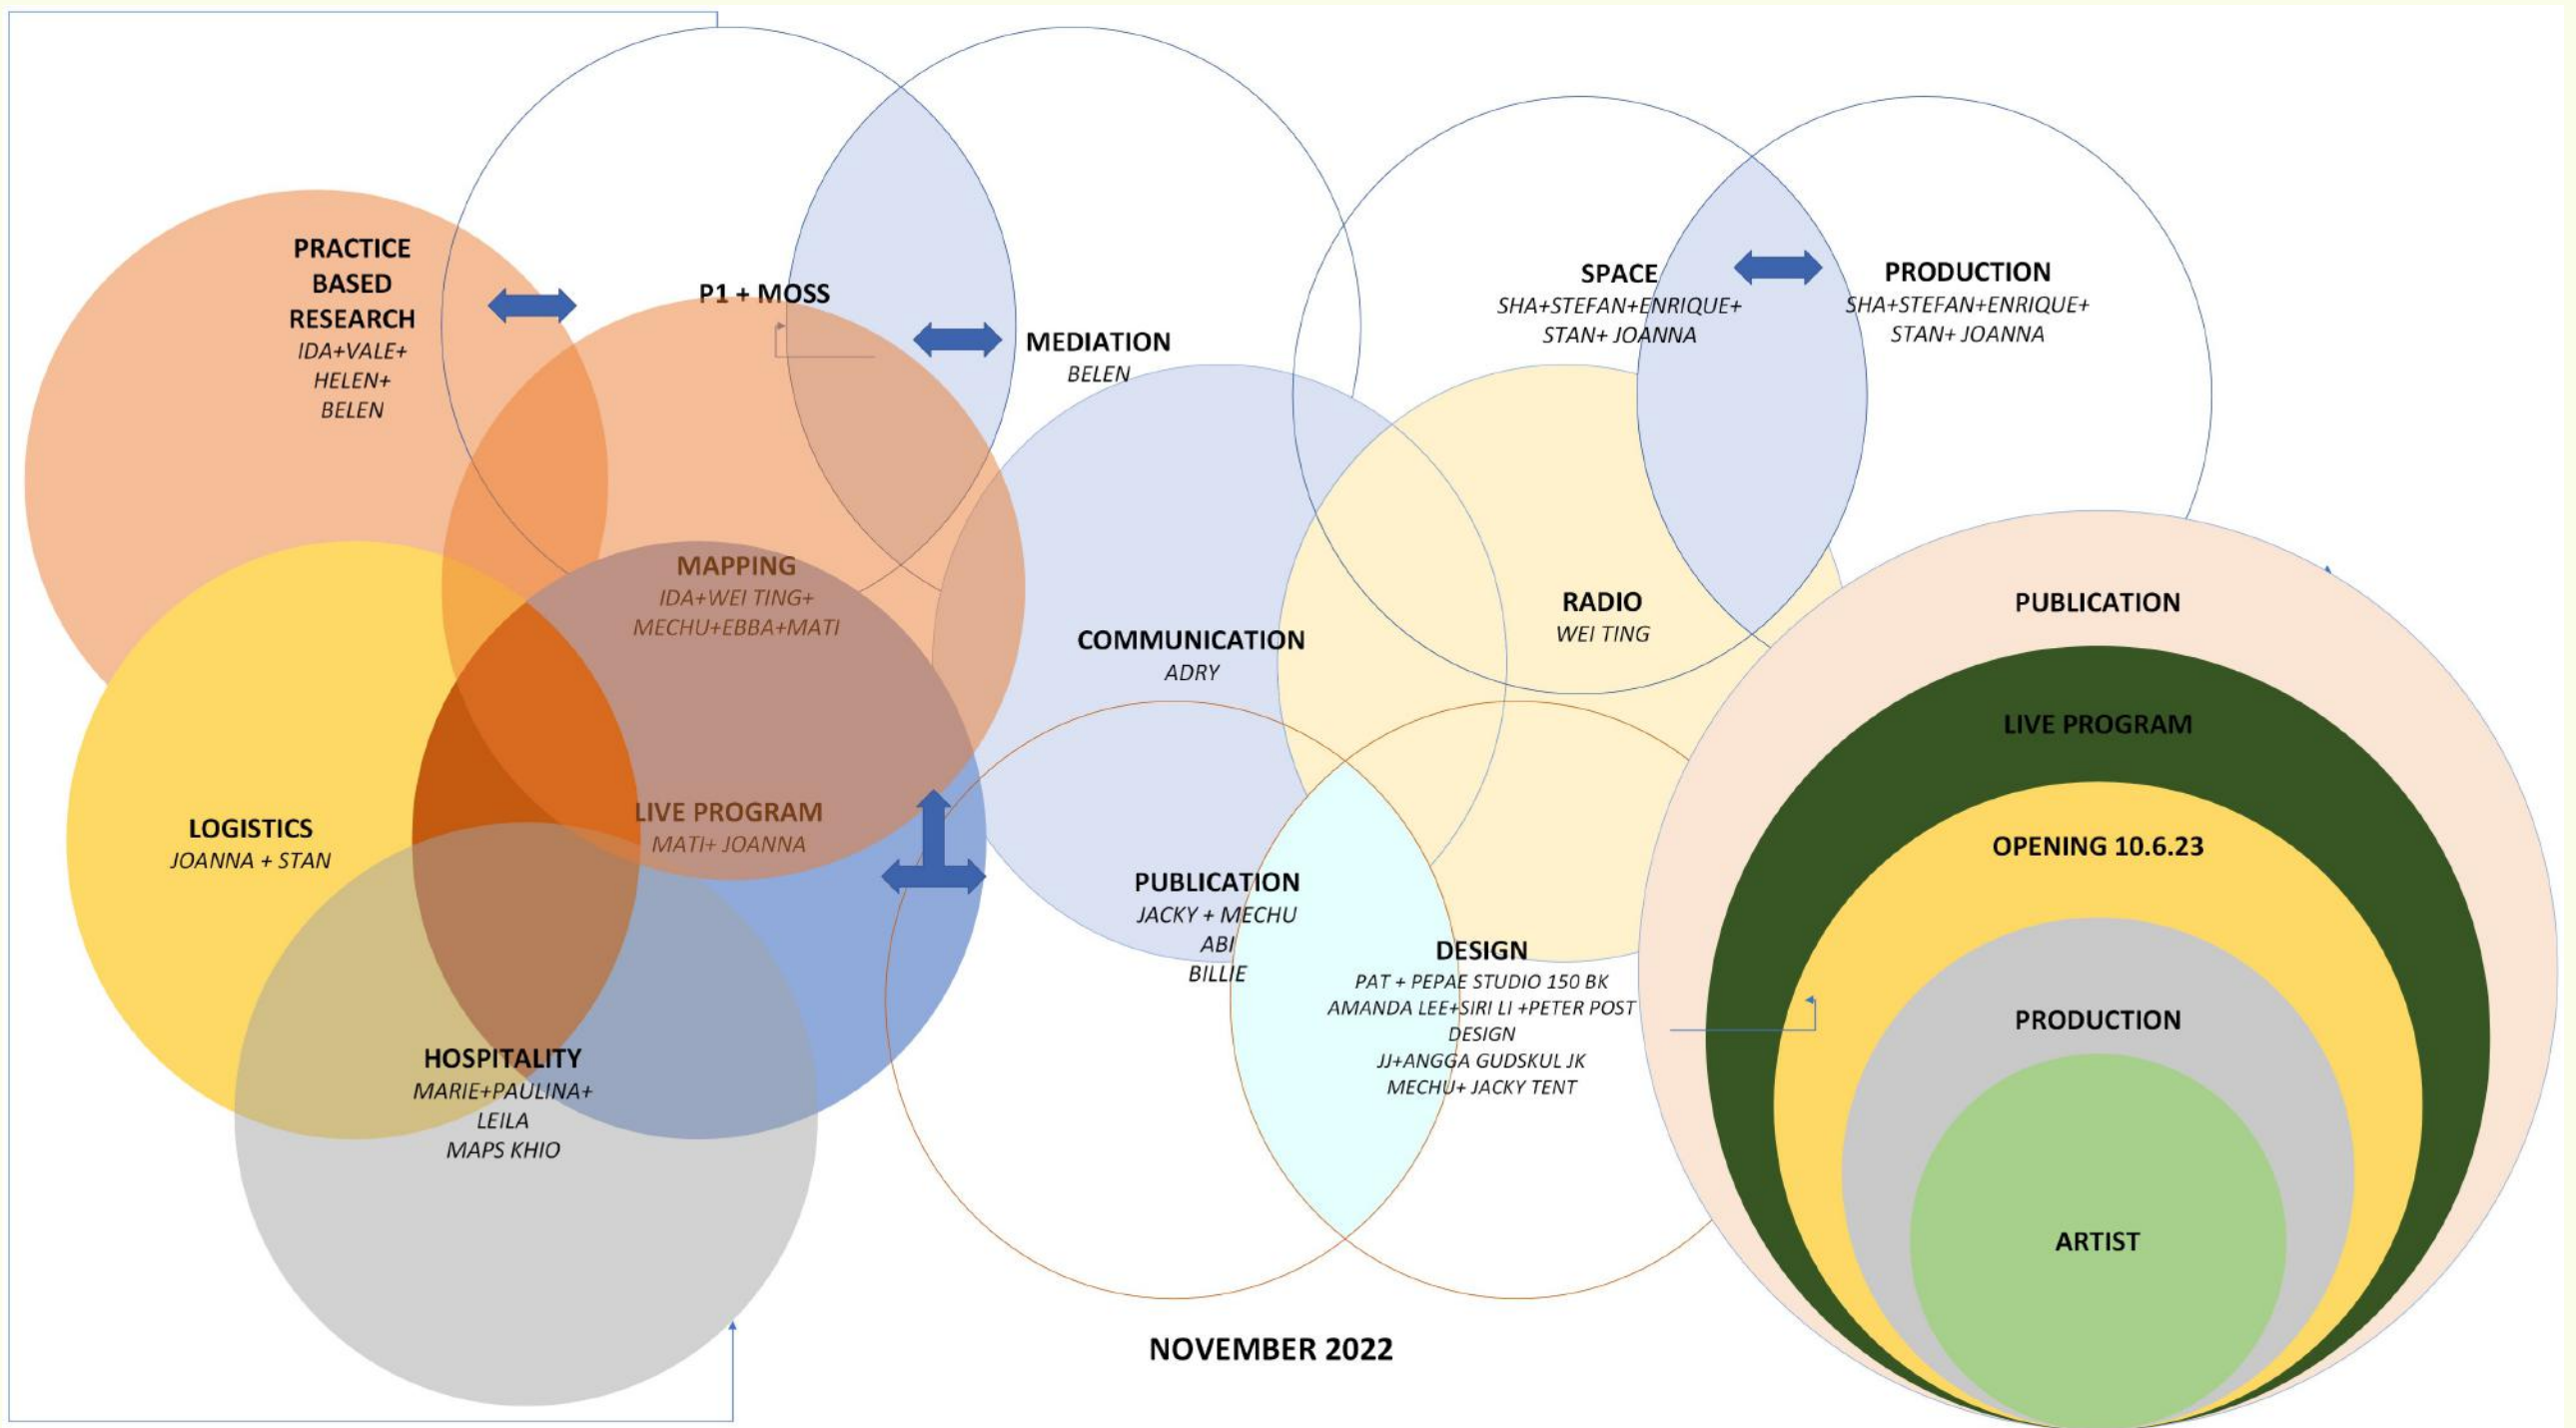 PRACTICE
BASED
RESEARCH
IDA+VALE+
HELEN+
BELEN
P1 + MOSS
MEDIATION
BELEN
SPACE
SHA+STEFAN+ENRIQUE+
STAN+ JOANNA
PRODUCTION
SHA+STEFAN+ENRIQUE+
STAN+ JOANNA
MAPPING
IDA+WEI TING+
MECHU+EBBA+MATI
COMMUNICATION
ADRY
RADIO
WEI TING
LOGISTICS
JOANNA + STAN
LIVE PROGRAM
MATI+ JOANNA
PUBLICATION
JACKY + MECHU
ABI
BILLIE
DESIGN
PAT + PEPAE STUDIO 150 BK
AMANDA LEE+SIRI LI +PETER POST
DESIGN
JJ+ANGGA GUDSKUL JK
MECHU+ JACKY TENT
HOSPITALITY
MARIE+PAULINA+
LEILA
MAPS KHIO
PUBLICATION
LIVE PROGRAM
OPENING 10.6.23
PRODUCTION
ARTIST
NOVEMBER 2022